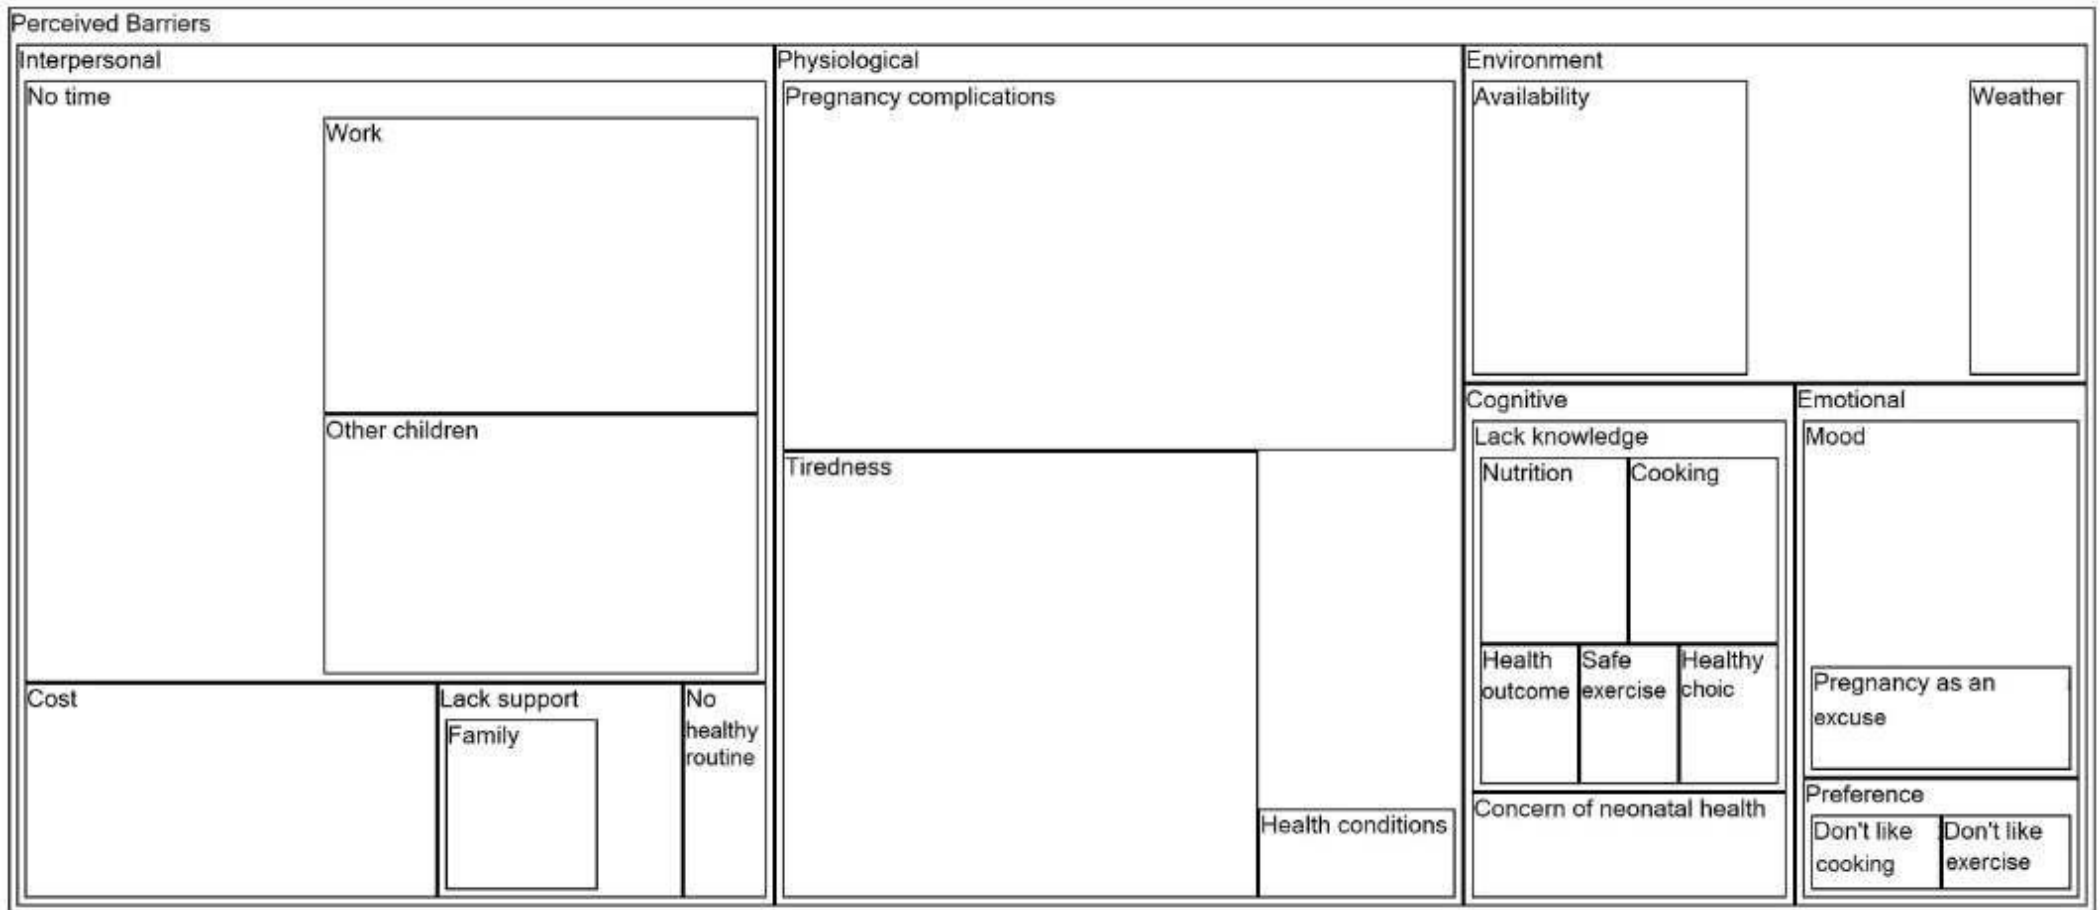 Perceived Barriers
Interpersonal
No time
Work
Other children
Cost
Lack support
Family
No
healthy
routine
Physiological
Pregnancy complications
Tiredness
Health conditions
Environment
Availability
Weather
Cognitive
Lack knowledge
Nutrition
Cooking
Health
outcome
Safe
exercise
Healthy
choic
Concern of neonatal health
Emotional
Mood
Pregnancy as an
excuse
Preference
Don't like
cooking
Don't like
exercise